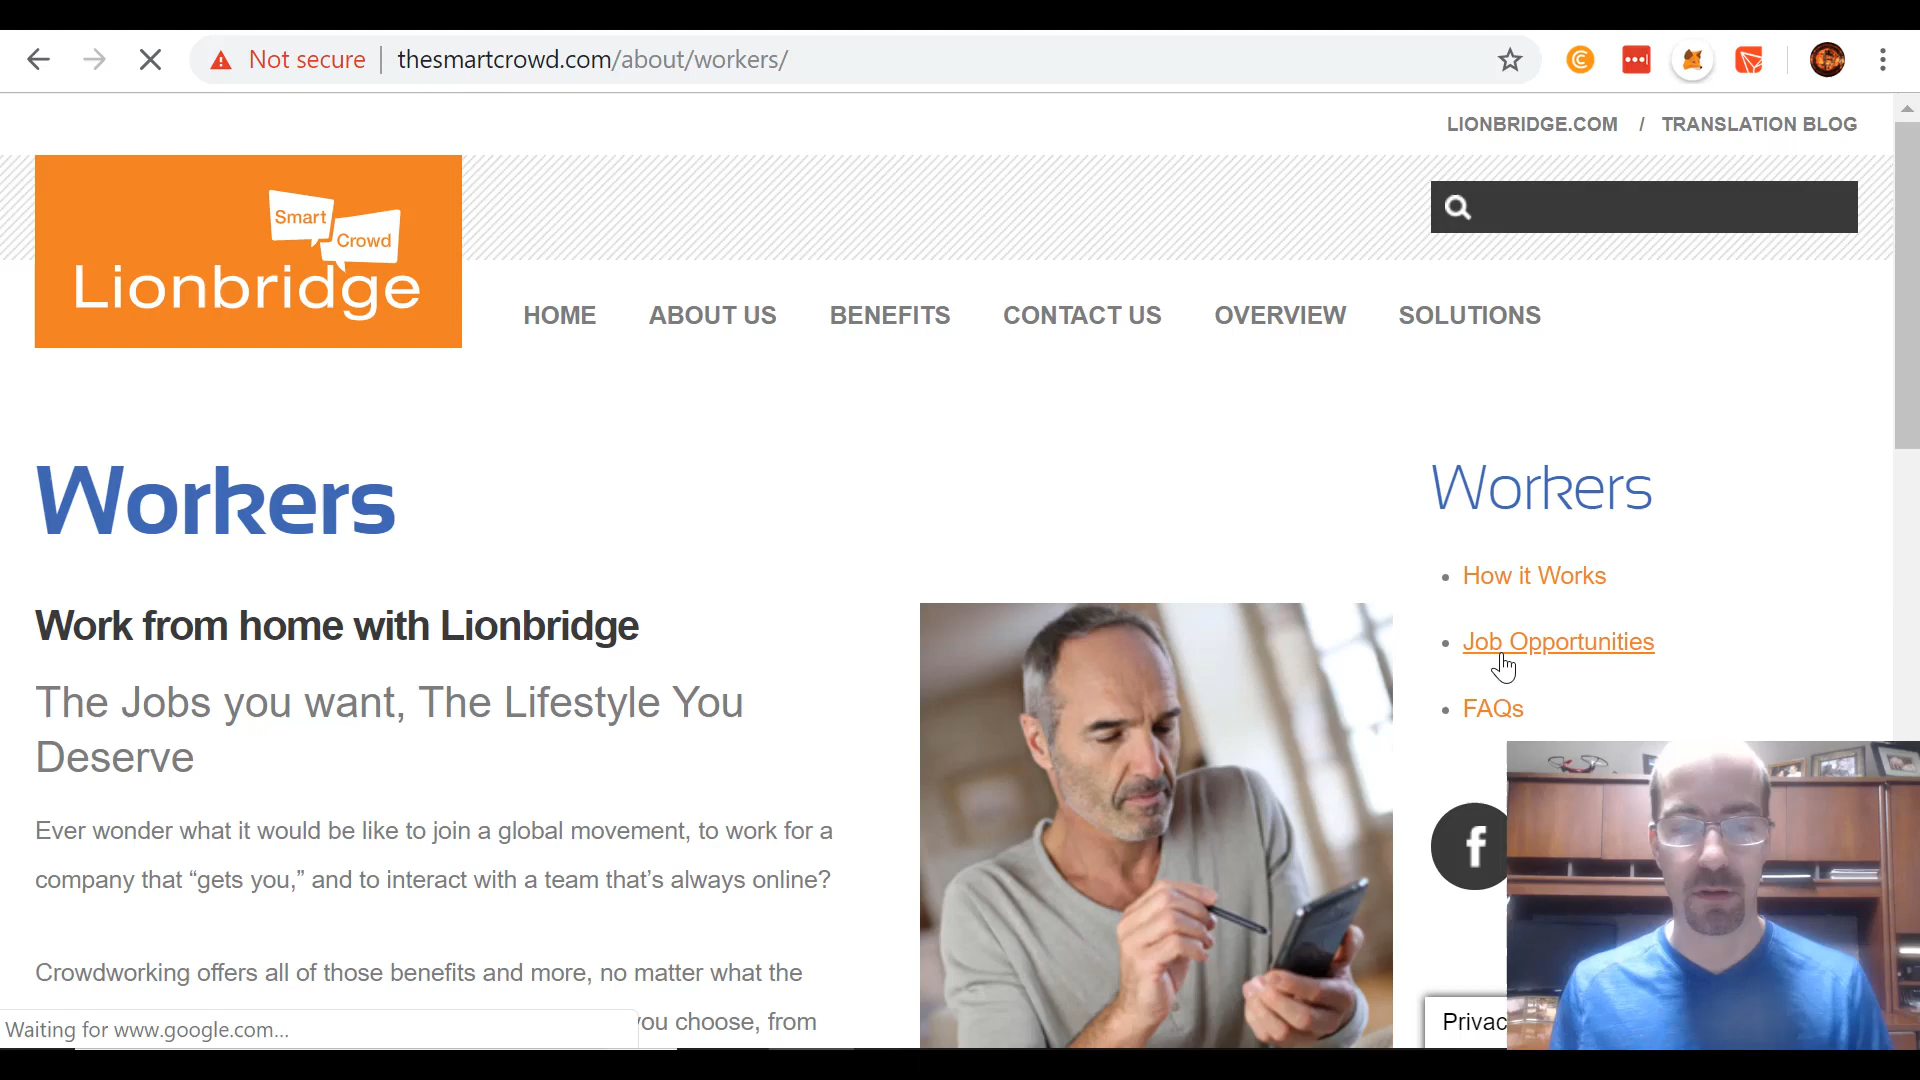 Not secure
thesmartcrowd.com/about/workers/
LIONBRIDGE.COM / TRANSLATION BLOG
Smart
Crowd
Lionbridge
HOME ABOUT US BENEFITS CONTACT US OVERVIEW SOLUTIONS
Workers
Workers
How it Works
Work from home with Lionbridge
Job Opportunities
The Jobs you want, The Lifestyle You
Deserve
FAQs
Ever wonder what it would be like to join a global movement, to work for a
company that “gets you,” and to interact with a team that’s always online?
Crowdworking offers all of those benefits and more, no matter what the
you choose, from
Waiting for www.google.com...
Privac